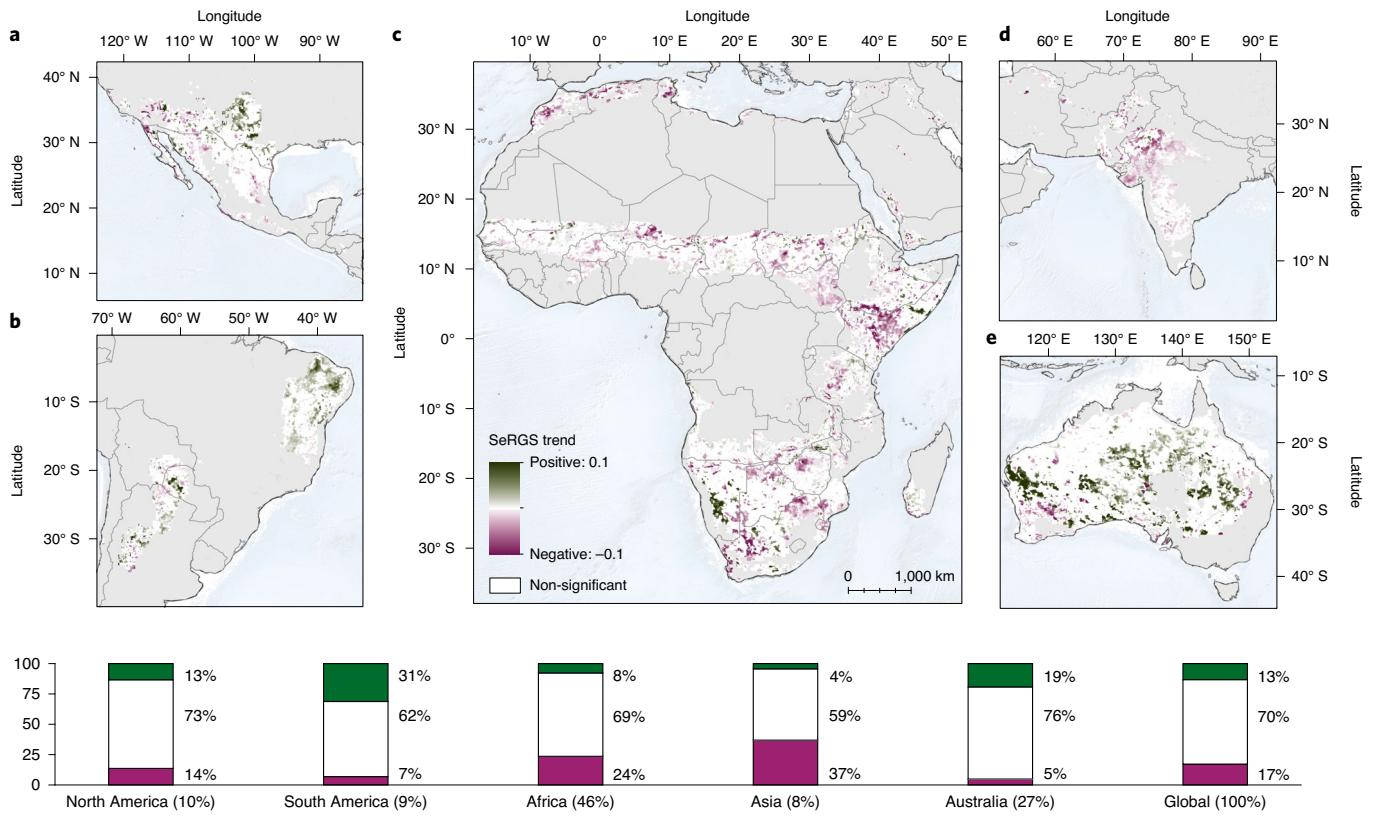 a
Longitude
120° W 110° W 100° W 90° W
40° N
30° N
20° N
10° N
Latitude
b
70° W 60° W 50° W 40° W
10° S
20° S
30° S
Latitude
c
Longitude
10° W 0° 10° E 20° E 30° E 40° E 50° E
30° N
20° N
10° N
0°
10° S
20° S
30° S
Latitude
SeRGS trend
Positive: 0.1
Negative: –0.1
Non-significant
0 1,000 km
d
Longitude
60° E 70° E 80° E 90° E
30° N
20° N
10° N
Latitude
e
120° E 130° E 140° E 150° E
10° S
20° S
30° S
40° S
Latitude
100
75
50
25
0
13%
73%
14%
North America (10%)
31%
62%
7%
South America (9%)
8%
69%
24%
Africa (46%)
4%
59%
37%
Asia (8%)
19%
76%
5%
Australia (27%)
13%
70%
17%
Global (100%)